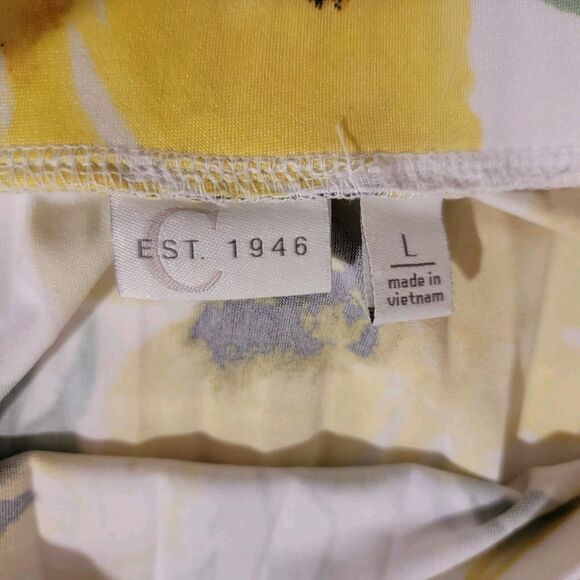 C
EST. 1946
L
made in
vietnam